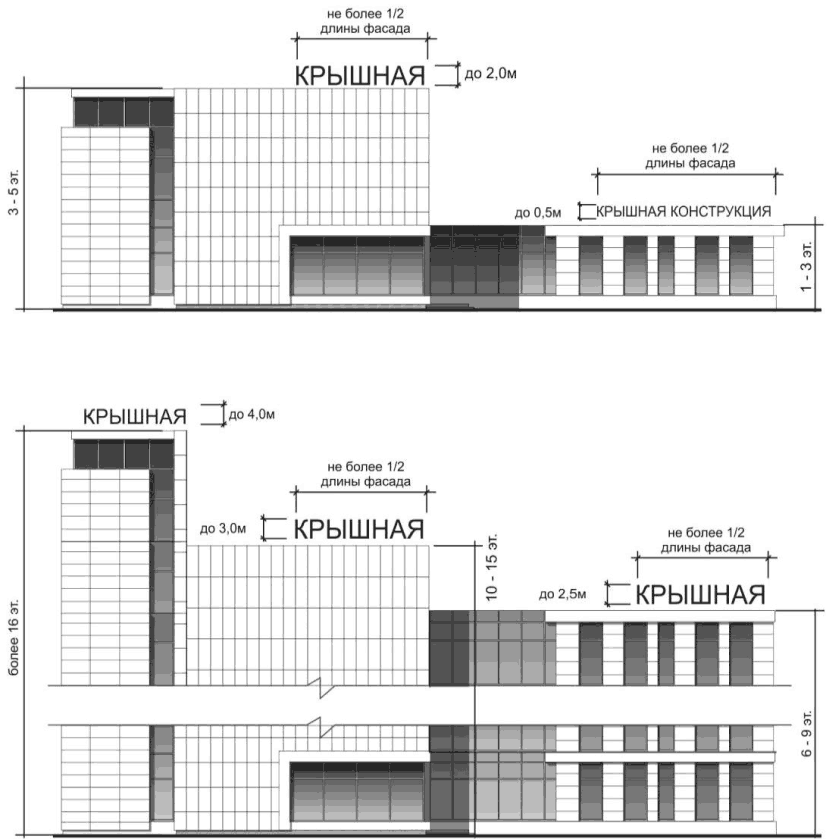 не более 1/2
длины фасада
КРЫШНАЯ
до 2,0м
3 - 5 эт.
не более 1/2
длины фасада
до 0,5м
КРЫШНАЯ КОНСТРУКЦИЯ
1 - 3 эт.
КРЫШНАЯ
до 4,0м
не более 1/2
длины фасада
до 3,0м
КРЫШНАЯ
10 - 15 эт.
не более 1/2
длины фасада
до 2,5м
КРЫШНАЯ
более 16 эт.
6 - 9 эт.